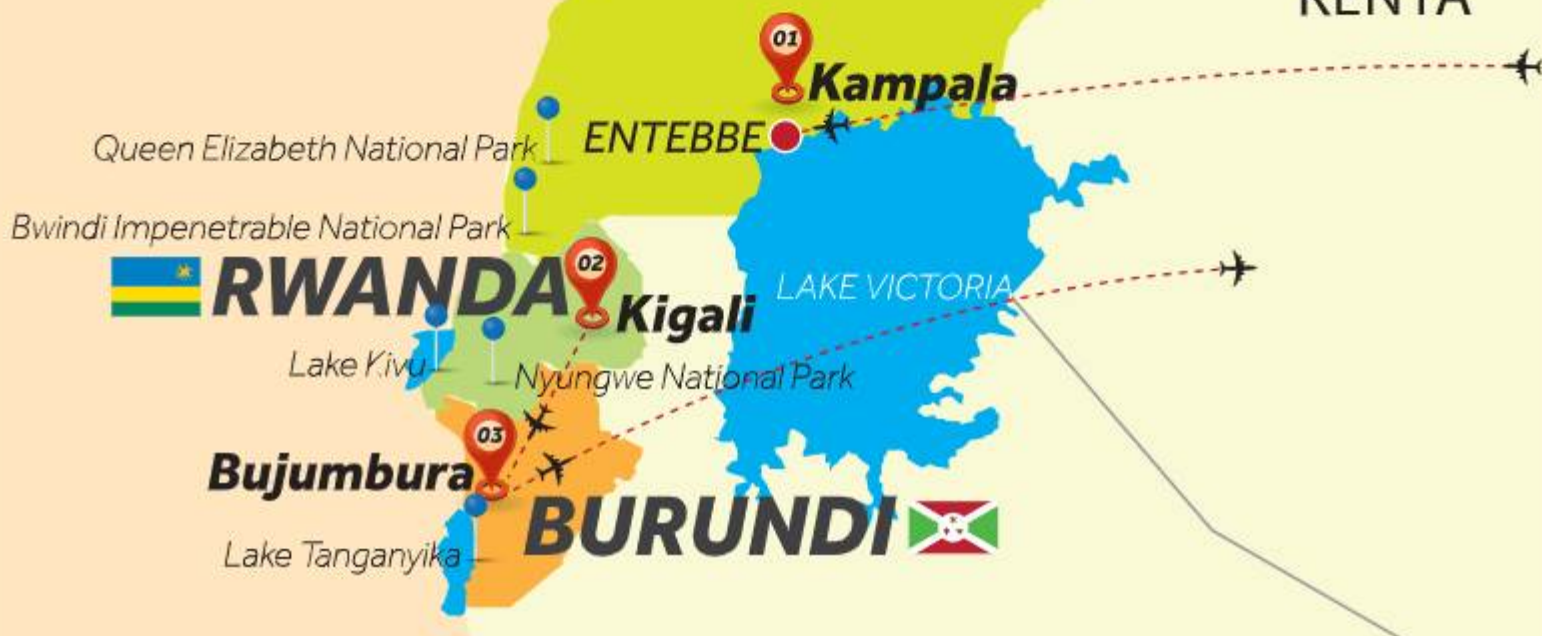 KENYA
01
Kampala
ENTEBBE
Queen Elizabeth National Park
Bwindi Impenetrable National Park
RWANDA
02
Kigali
LAKE VICTORIA
Lake Kivu
Nyungwe National Park
03
Bujumbura
BURUNDI
Lake Tanganyika